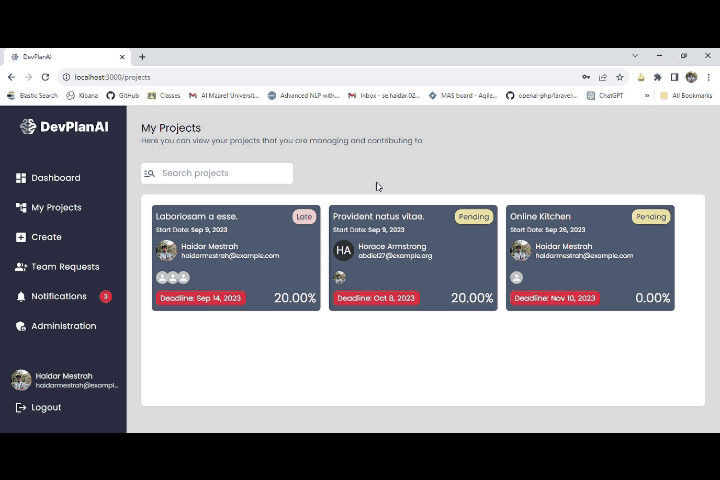 DevPlanAI
localhost:3000/projects
Elastic Search
Kibana
GitHub
Classes
Al Mazref Universit...
Advanced NLP with...
Inbox - se.haidar.02...
MAS board - Agile...
openai-php/laravel...
ChatGPT
»
All Bookmarks
DevPlanAI
Dashboard
My Projects
Create
Team Requests
Notifications 3
Administration
Haidar Mestrah
haidarmestrah@exampl...
Logout
My Projects
Here you can view your projects that you are managing and contributing to
Search projects
Laboriosam a esse. Late
Start Date: Sep 9, 2023
Haidar Mestrah
haidarmestrah@example.com
Deadline: Sep 14, 2023 20.00%
Provident natus vitae. Pending
Start Date: Sep 9, 2023
HA
Horace Armstrong
abdiel27@example.org
Deadline: Oct 8, 2023 20.00%
Online Kitchen Pending
Start Date: Sep 26, 2023
Haidar Mestrah
haidarmestrah@example.com
Deadline: Nov 10, 2023 0.00%